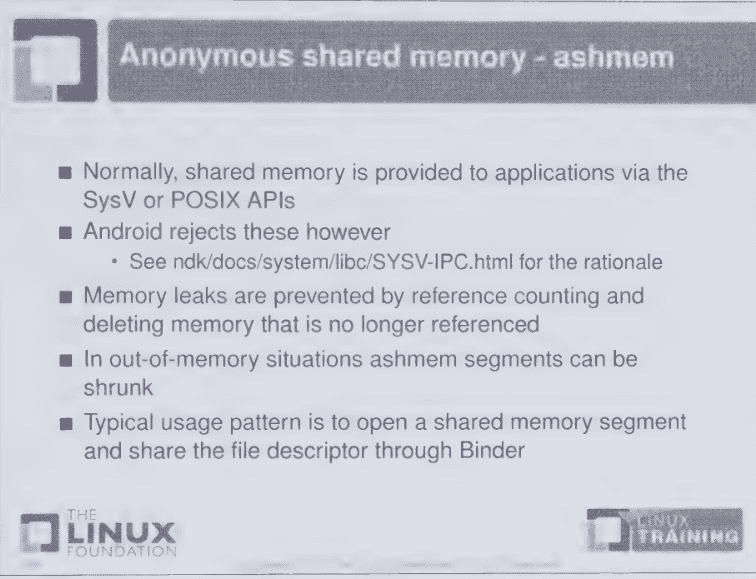 Anonymous shared memory - ashmem
■ Normally, shared memory is provided to applications via the
SysV or POSIX APIs
■ Android rejects these however
• See ndk/docs/system/libc/SYSV-IPC.html for the rationale
■ Memory leaks are prevented by reference counting and
deleting memory that is no longer referenced
■ In out-of-memory situations ashmem segments can be
shrunk
■ Typical usage pattern is to open a shared memory segment
and share the file descriptor through Binder
THE
LINUX
FOUNDATION
LINUX
TRAINING